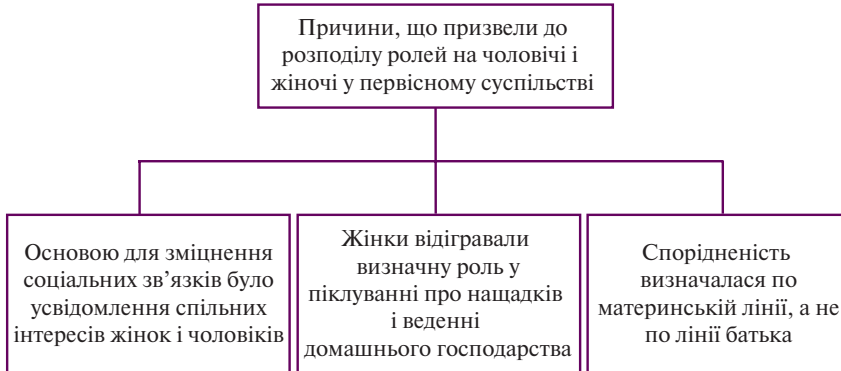 Причини, що призвели до
розподілу ролей на чоловічі і
жіночі у первісному суспільстві
Основою для зміцнення
соціальних зв’язків було
усвідомлення спільних
інтересів жінок і чоловіків
Жінки відігравали
визначну роль у
піклуванні про нащадків
і веденні
домашнього господарства
Спорідненість
визначалася по
материнській лінії, а не
по лінії батька